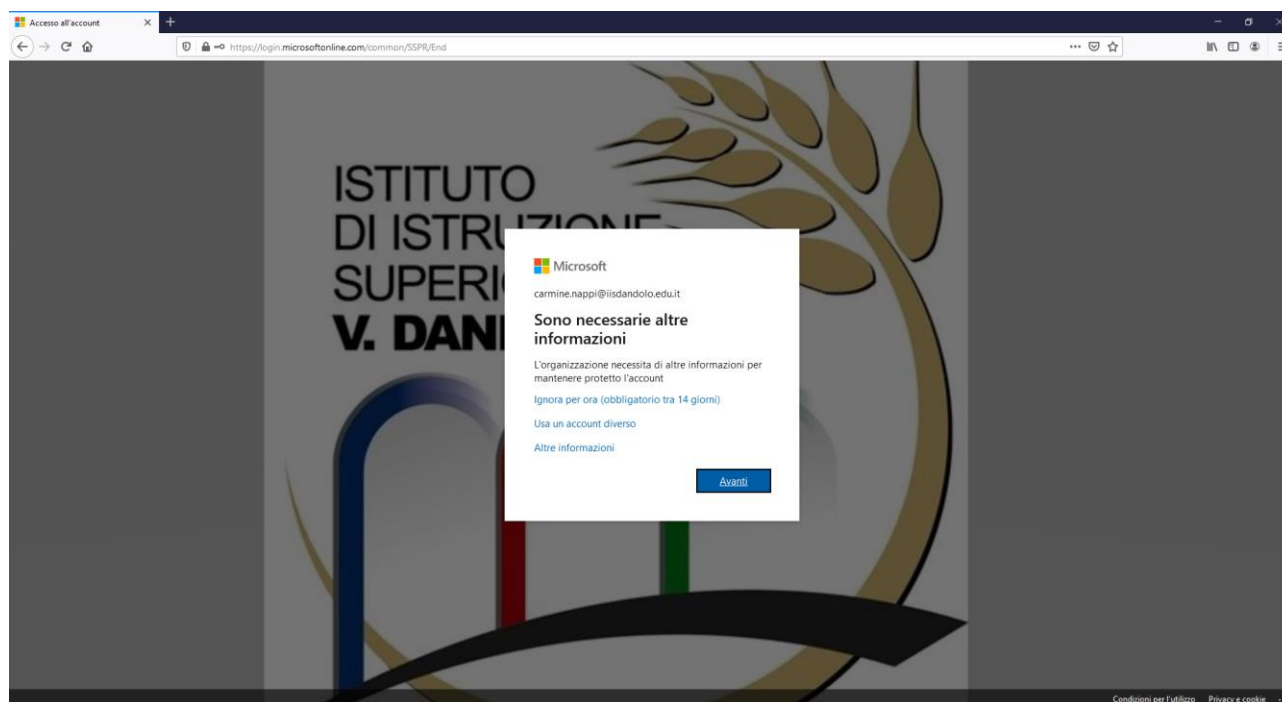 Accesso all'account
https://login.microsoftonline.com/common/SSPR/End
ISTITUTO
DI ISTRUZIONE
SUPERI
V. DAN
Microsoft
carmine.nappi@iisdandolo.edu.it
Sono necessarie altre
informazioni
L'organizzazione necessita di altre informazioni per
mantenere protetto l'account
Ignora per ora (obbligatorio tra 14 giorni)
Usa un account diverso
Altre informazioni
Avanti
Condizioni per l'utilizzo Privacy e cookie